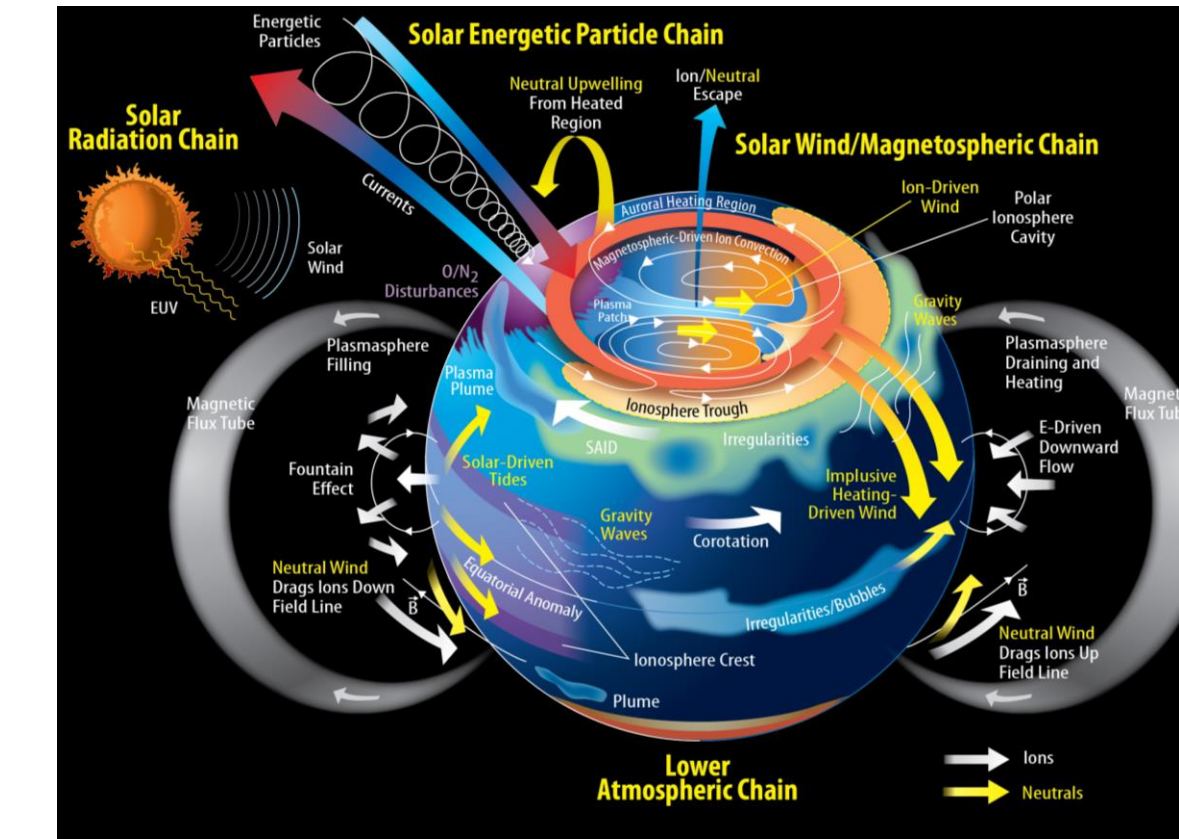 Energetic
Particles
Solar Energetic Particle Chain
Neutral Upwelling
From Heated
Region
Ion/Neutral
Escape
Solar
Radiation Chain
Solar Wind/Magnetospheric Chain
Currents
Auroral Heating Region
Ion-Driven
Wind
Polar
Ionosphere
Cavity
Magnetospheric-Driven Ion Convection
Solar
Wind
EUV
O/N2
Disturbances
Plasma
Patch
Gravity
Waves
Plasmasphere
Filling
Plasmasphere
Draining and
Heating
Plasma
Plume
Magnetic
Flux Tube
Magnet
Flux Tub
Ionosphere Trough
SAID
Irregularities
E-Driven
Downward
Flow
Fountain
Effect
Solar-Driven
Tides
Implusive
Heating-
Driven Wind
Gravity
Waves
Corotation
Neutral Wind
Drags Ions Down
Field Line
B
Equatorial Anomaly
Irregularities/Bubbles
B
Neutral Wind
Drags Ions Up
Field Line
Ionosphere Crest
Plume
Lower
Atmospheric Chain
Ions
Neutrals